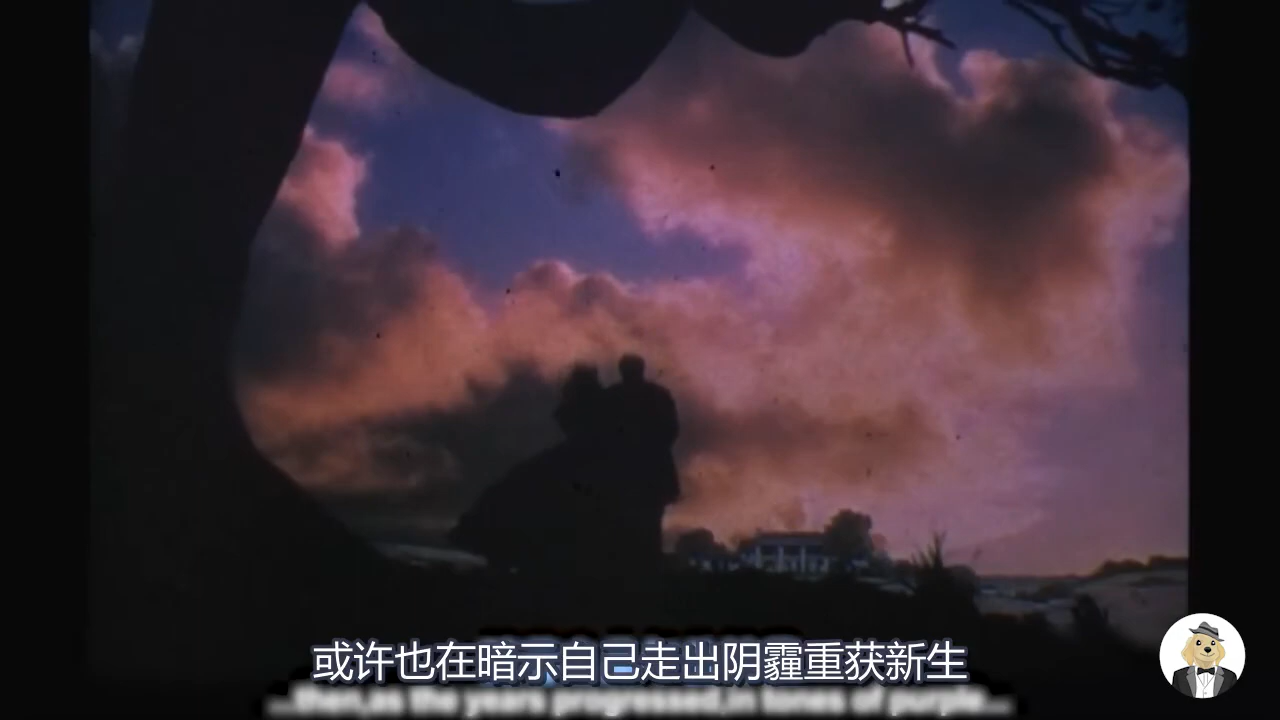 或许也在暗示自己走出阴霾重获新生
...then,as the years progressed,in tones of purple...